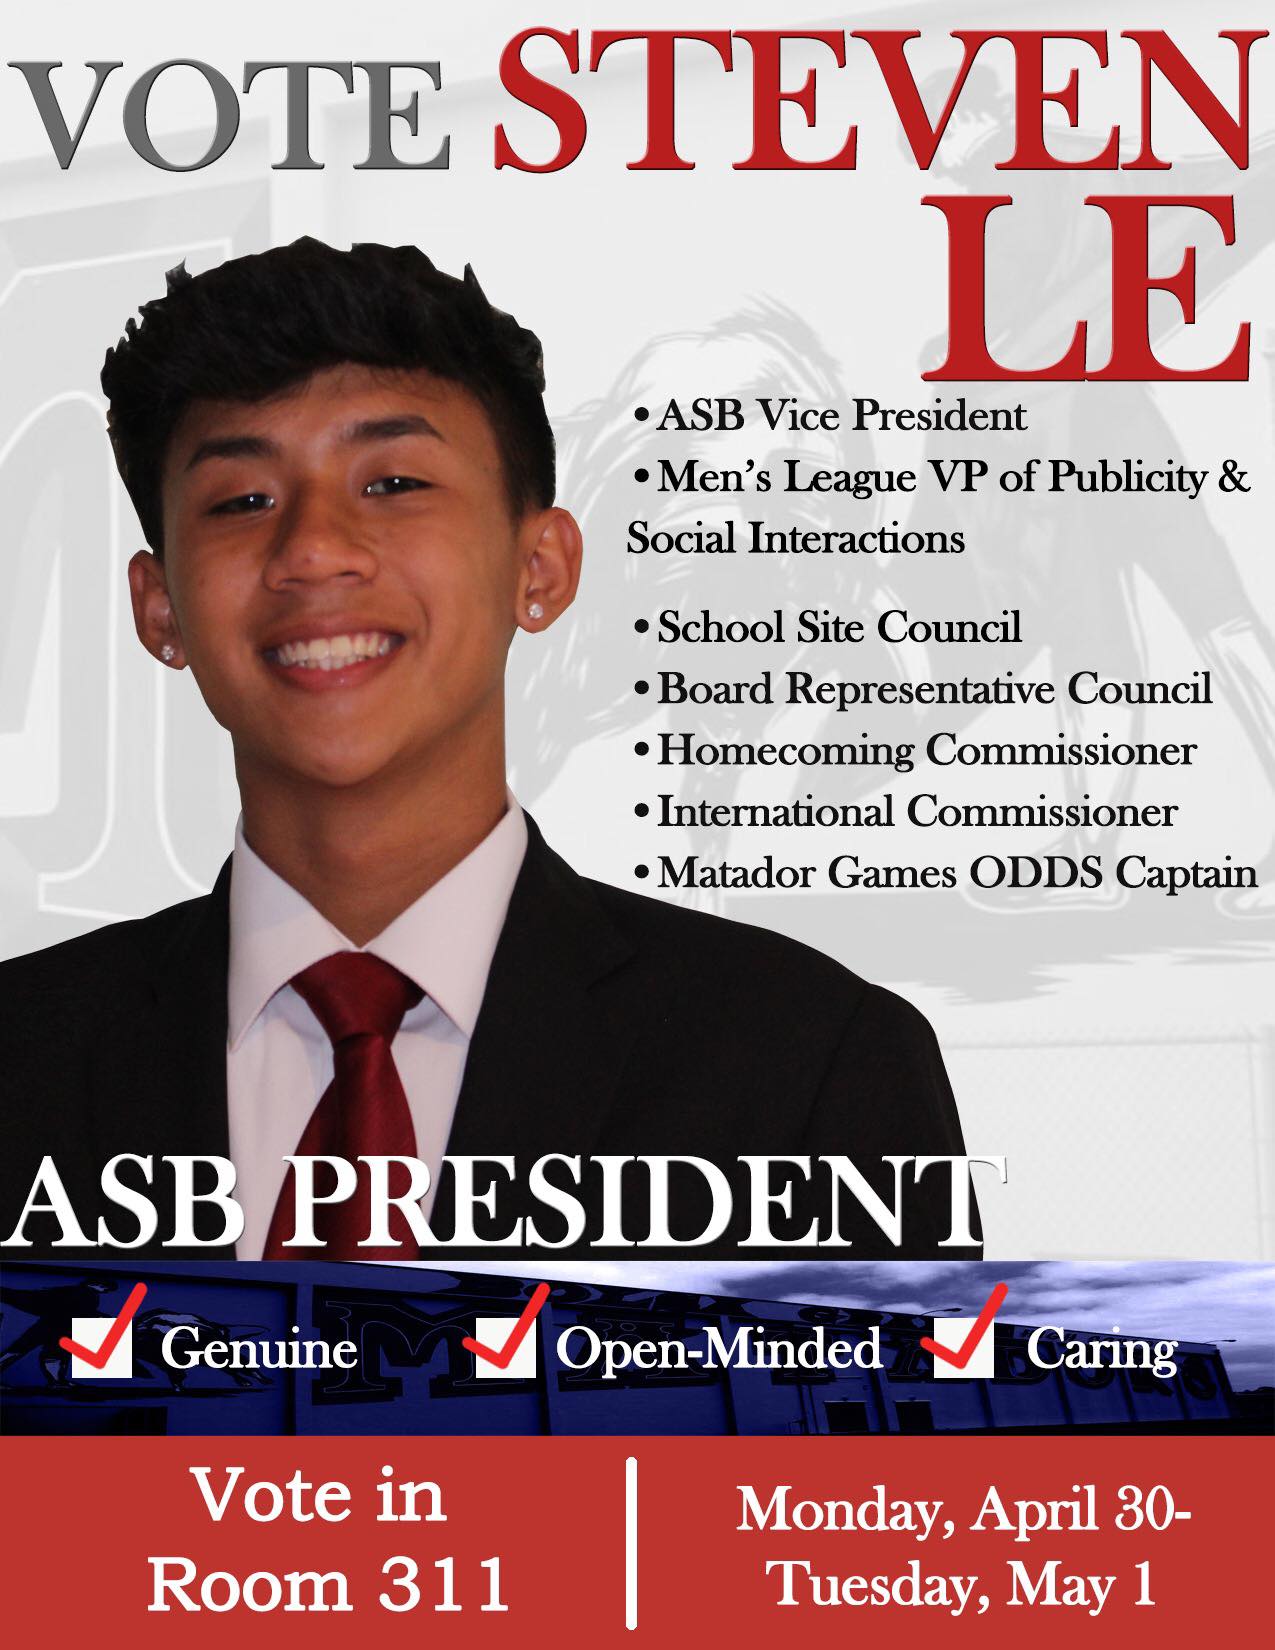 VOTE STEVEN
LE
•ASB Vice President
•Men's League VP of Publicity &
Social Interactions
•School Site Council
•Board Representative Council
•Homecoming Commissioner
•International Commissioner
•Matador Games ODDS Captain
ASB PRESIDENT
Genuine Open-Minded Caring
Vote in
Room 311
Monday, April 30-
Tuesday, May 1